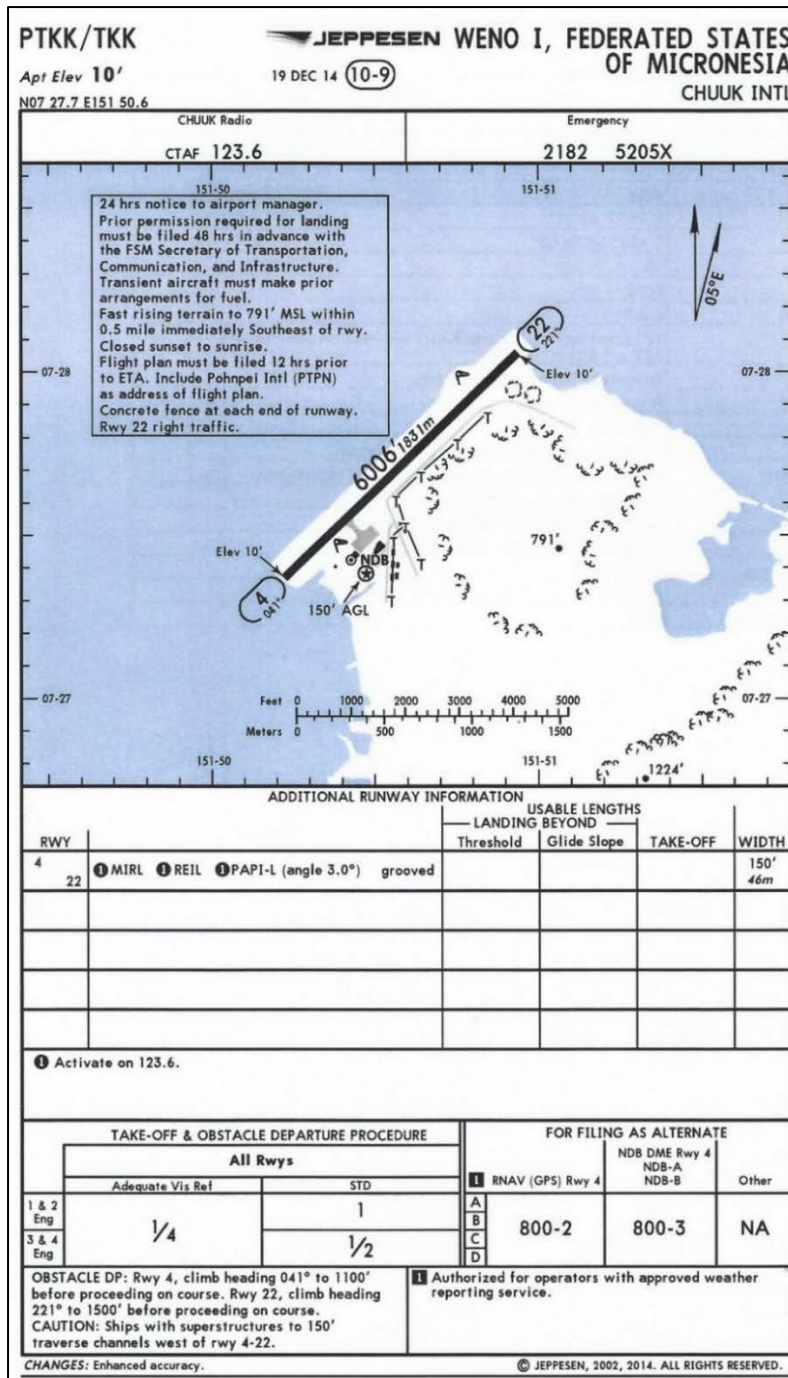 PTKK/TKK
JEPPESEN WENO I, FEDERATED STATES
OF MICRONESIA
Apt Elev 10'
19 DEC 14 10-9
N07 27.7 E151 50.6
CHUUK INTL
CHUUK Radio
CTAF 123.6
Emergency
2182 5205X
151-50
151-51
24 hrs notice to airport manager.
Prior permission required for landing
must be filed 48 hrs in advance with
the FSM Secretary of Transportation,
Communication, and Infrastructure.
Transient aircraft must make prior
arrangements for fuel.
Fast rising terrain to 791' MSL within
0.5 mile immediately Southeast of rwy.
Closed sunset to sunrise.
Flight plan must be filed 12 hrs prior
to ETA. Include Pohnpei Intl (PTPN)
as address of flight plan.
Concrete fence at each end of runway.
Rwy 22 right traffic.
05°E
22
221°
Elev 10'
07-28
07-28
6006' 1831m
T
T
T
T
T
T
T
791'
Elev 10'
NDB
4
041°
150' AGL
07-27
07-27
Feet 0 1000 2000 3000 4000 5000
Meters 0 500 1000 1500
151-50
151-51
1224'
ADDITIONAL RUNWAY INFORMATION
USABLE LENGTHS
LANDING BEYOND
RWY
Threshold
Glide Slope
TAKE-OFF
WIDTH
4
22
1 MIRL 1 REIL 1 PAPI-L (angle 3.0°) grooved
150'
46m
1 Activate on 123.6.
TAKE-OFF & OBSTACLE DEPARTURE PROCEDURE
All Rwys
Adequate Vis Ref
STD
1 & 2
Eng
3 & 4
Eng
1/4
1
1/2
FOR FILING AS ALTERNATE
1 RNAV (GPS) Rwy 4
NDB DME Rwy 4
NDB-A
NDB-B
Other
A
B
C
D
800-2
800-3
NA
OBSTACLE DP: Rwy 4, climb heading 041° to 1100'
before proceeding on course. Rwy 22, climb heading
221° to 1500' before proceeding on course.
CAUTION: Ships with superstructures to 150'
traverse channels west of rwy 4-22.
1 Authorized for operators with approved weather
reporting service.
CHANGES: Enhanced accuracy.
© JEPPESEN, 2002, 2014. ALL RIGHTS RESERVED.